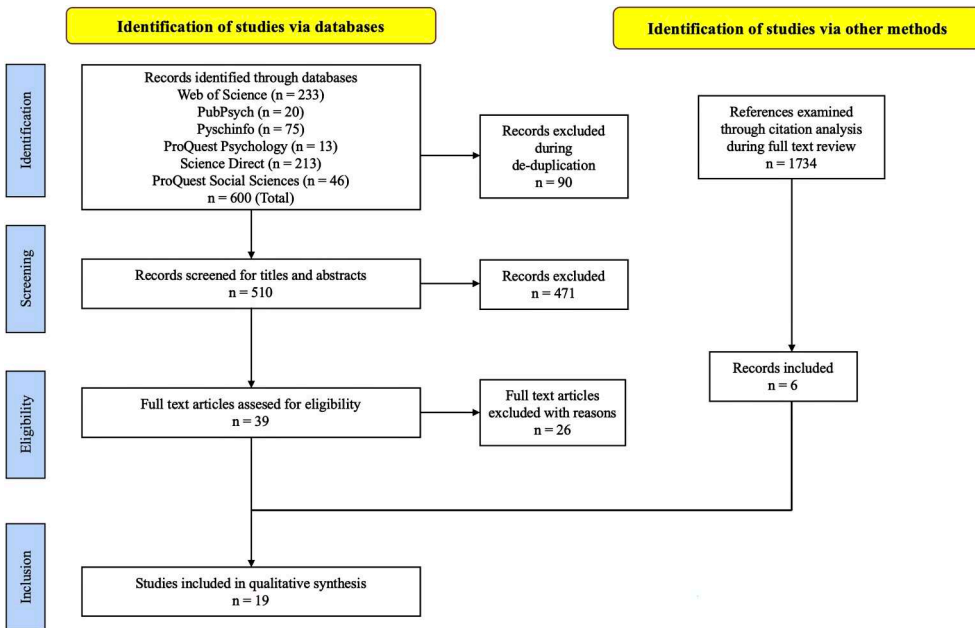 Identification of studies via databases
Identification of studies via other methods
Identification
Records identified through databases
Web of Science (n = 233)
PubPsych (n = 20)
Pyschinfo (n = 75)
ProQuest Psychology (n = 13)
Science Direct (n = 213)
ProQuest Social Sciences (n = 46)
n = 600 (Total)
Records excluded
during
de-duplication
n = 90
References examined
through citation analysis
during full text review
n = 1734
Screening
Records screened for titles and abstracts
n = 510
Records excluded
n = 471
Eligibility
Full text articles assesed for eligibility
n = 39
Full text articles
excluded with reasons
n = 26
Records included
n = 6
Inclusion
Studies included in qualitative synthesis
n = 19